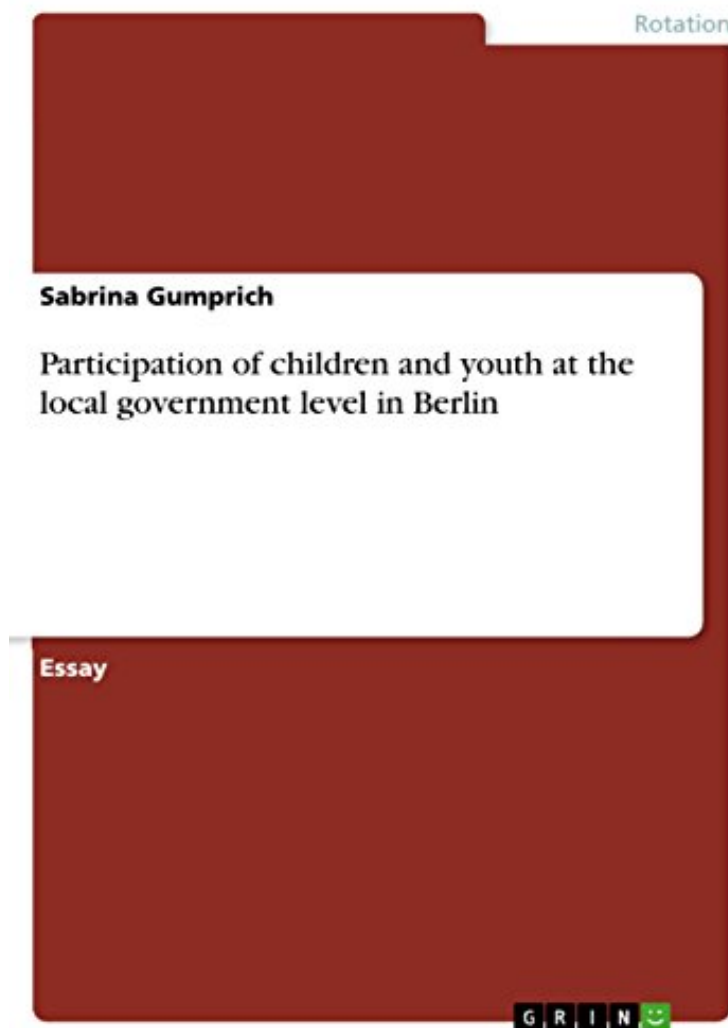 Rotation
Sabrina Gumprich
Participation of children and youth at the
local government level in Berlin
Essay
GRIN